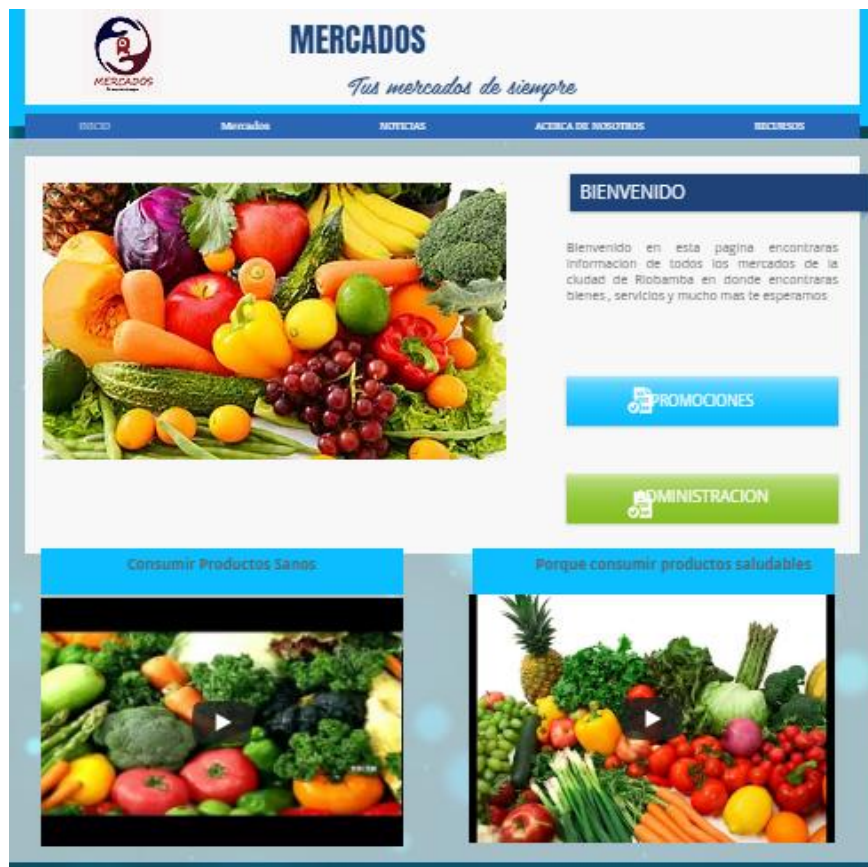 MERCADOS
MERCADOS
Tus mercados de siempre
INICIO
Mercados
NOTICIAS
ACERCA DE NOSOTROS
RECURSOS
BIENVENIDO
Bienvenido en esta pagina encontraras
informacion de todos los mercados de la
ciudad de Riobamba en donde encontraras
bienes , servicios y mucho mas te esperamos
PROMOCIONES
ADMINISTRACION
Consumir Productos Sanos
Porque consumir productos saludables